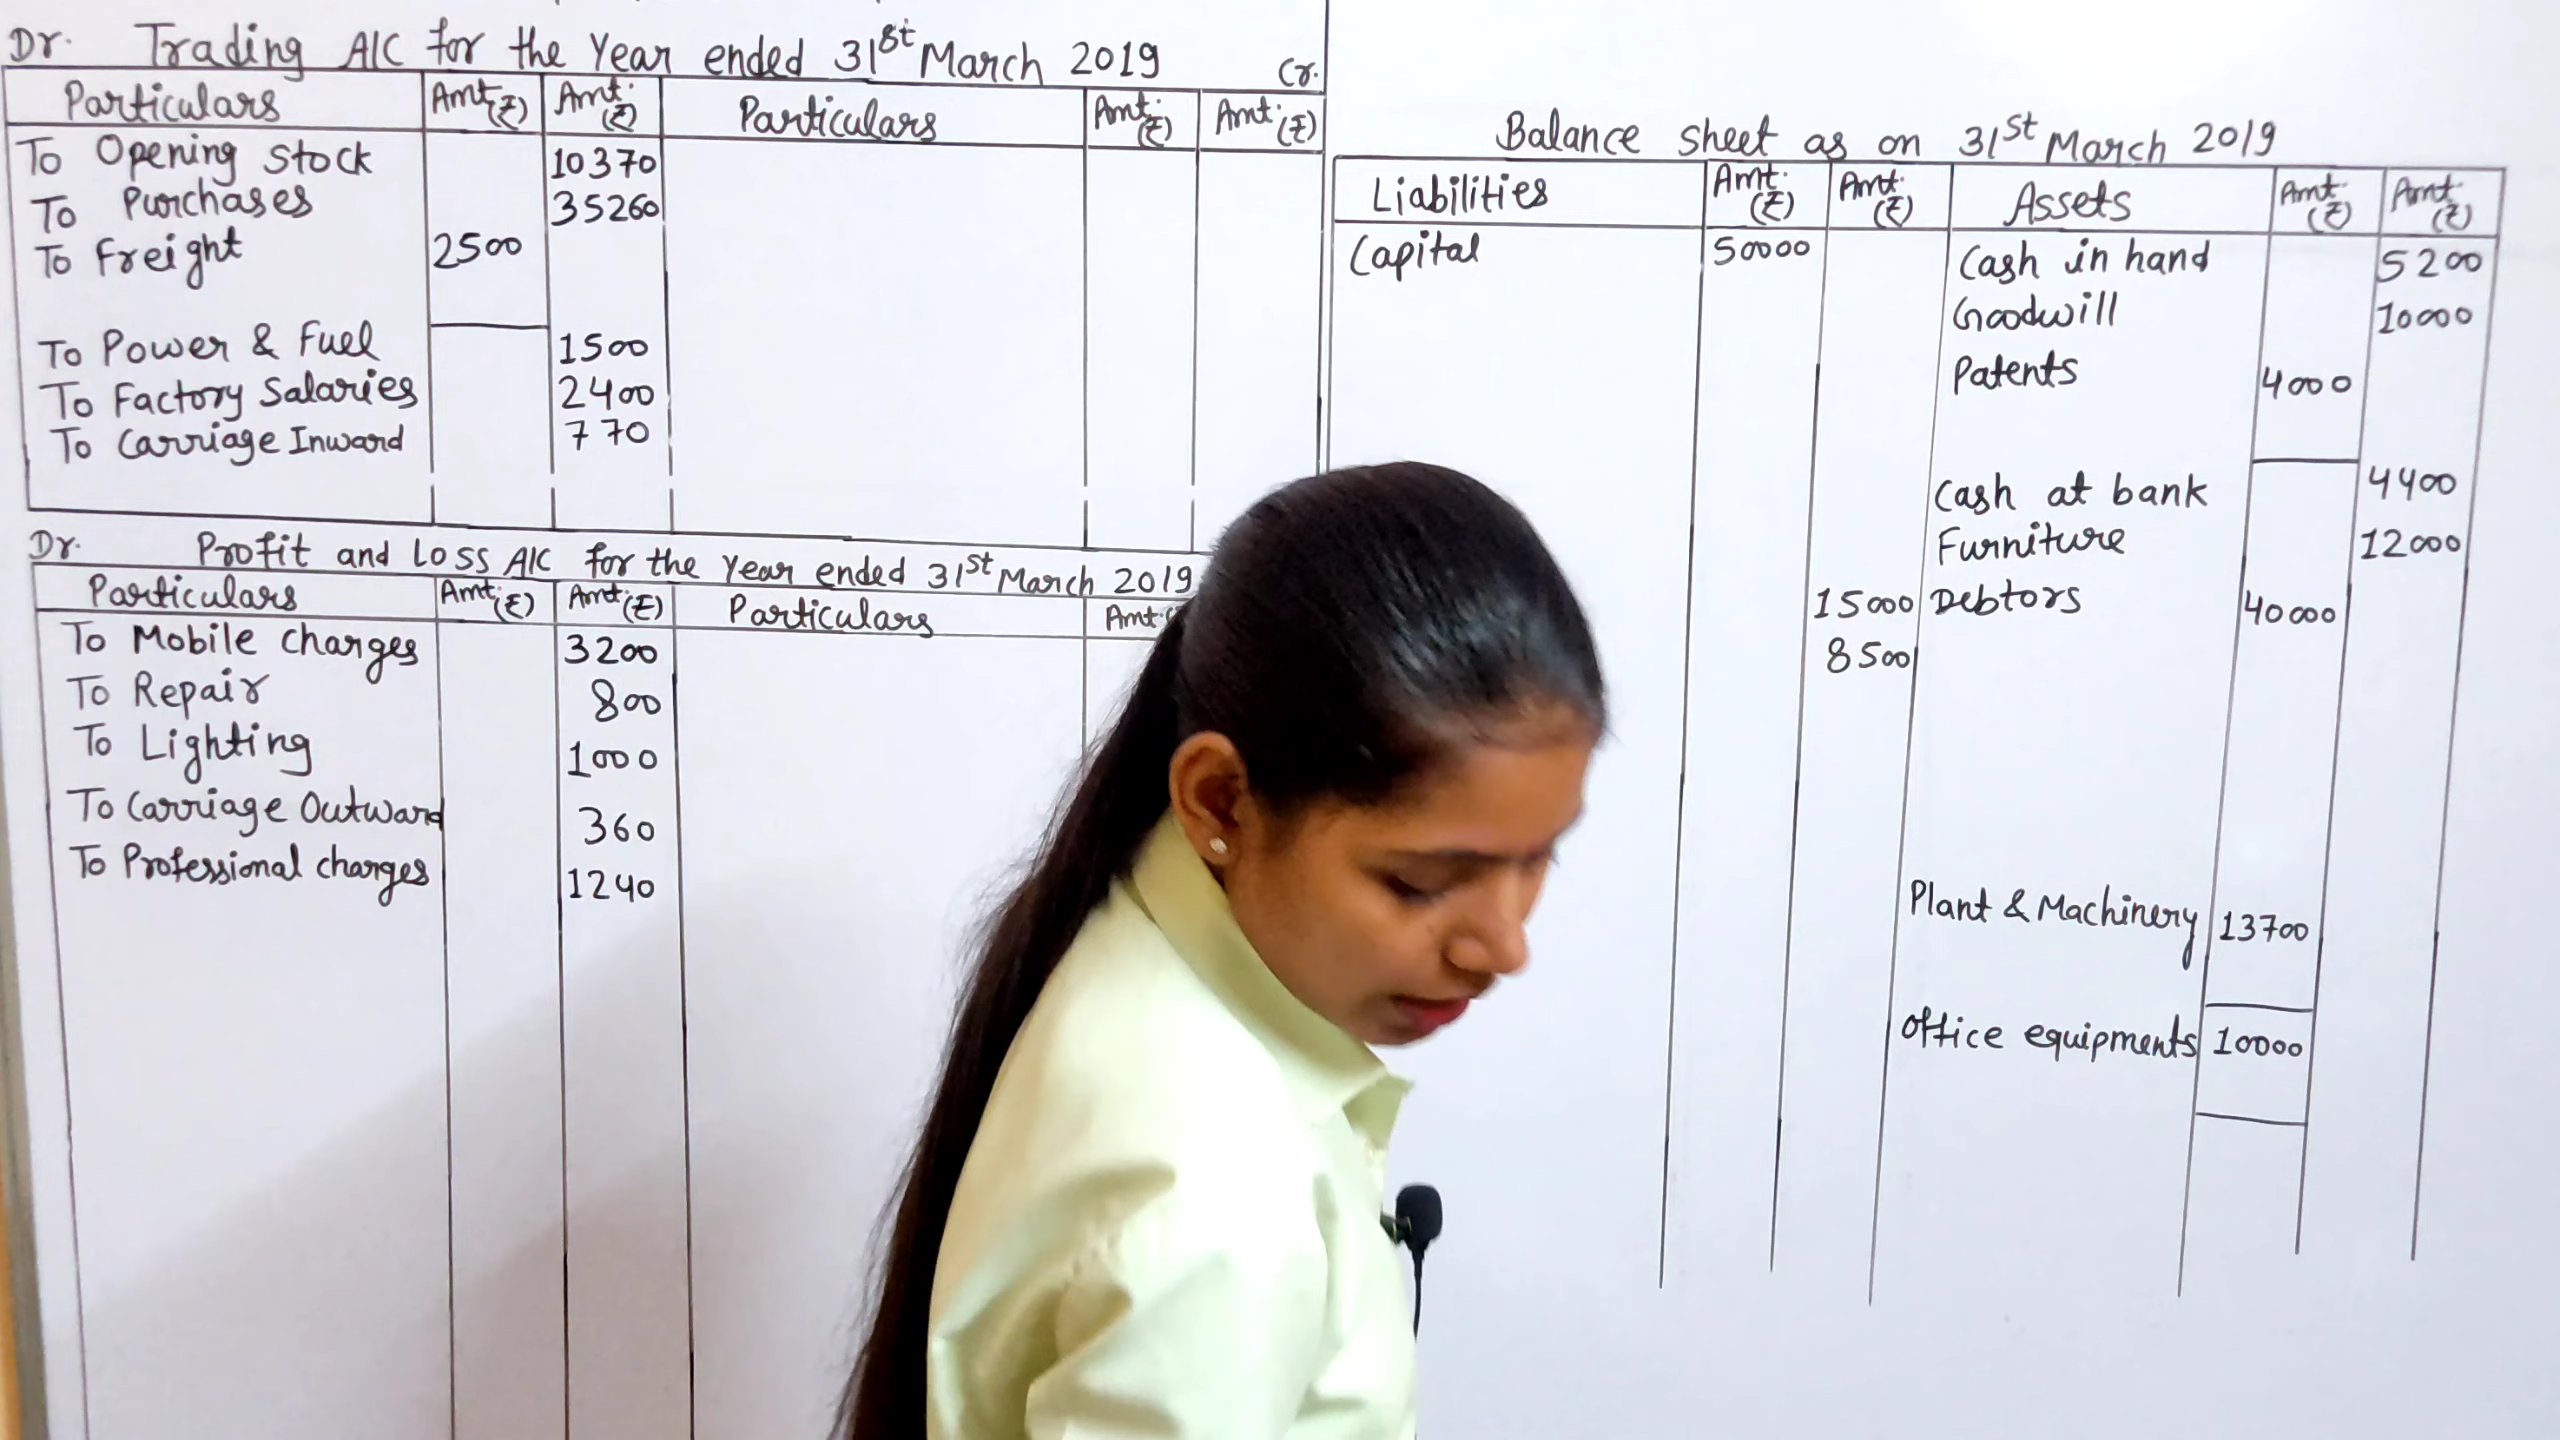 Dr. Trading A/C for the Year ended 31st March 2019 Cr.
Particulars Amt.(₹) Amt.(₹) Particulars Amt.(₹) Amt.(₹)
To Opening Stock 10370
To Purchases 35260
To Freight 2500
To Power & Fuel 1500
To Factory Salaries 2400
To Carriage Inward 770
Dr. Profit and Loss A/C for the Year ended 31st March 2019
Particulars Amt.(₹) Amt.(₹) Particulars Amt.
To Mobile charges 3200
To Repair 800
To Lighting 1000
To Carriage Outward 360
To Professional charges 1240
Balance Sheet as on 31st March 2019
Liabilities Amt.(₹) Amt.(₹) Assets Amt.(₹) Amt.(₹)
Capital 50000 Cash in hand 5200
Goodwill 10000
Patents 4000
Cash at bank 4400
Furniture 12000
15000 Debtors 40000
8500
Plant & Machinery 13700
Office equipments 10000